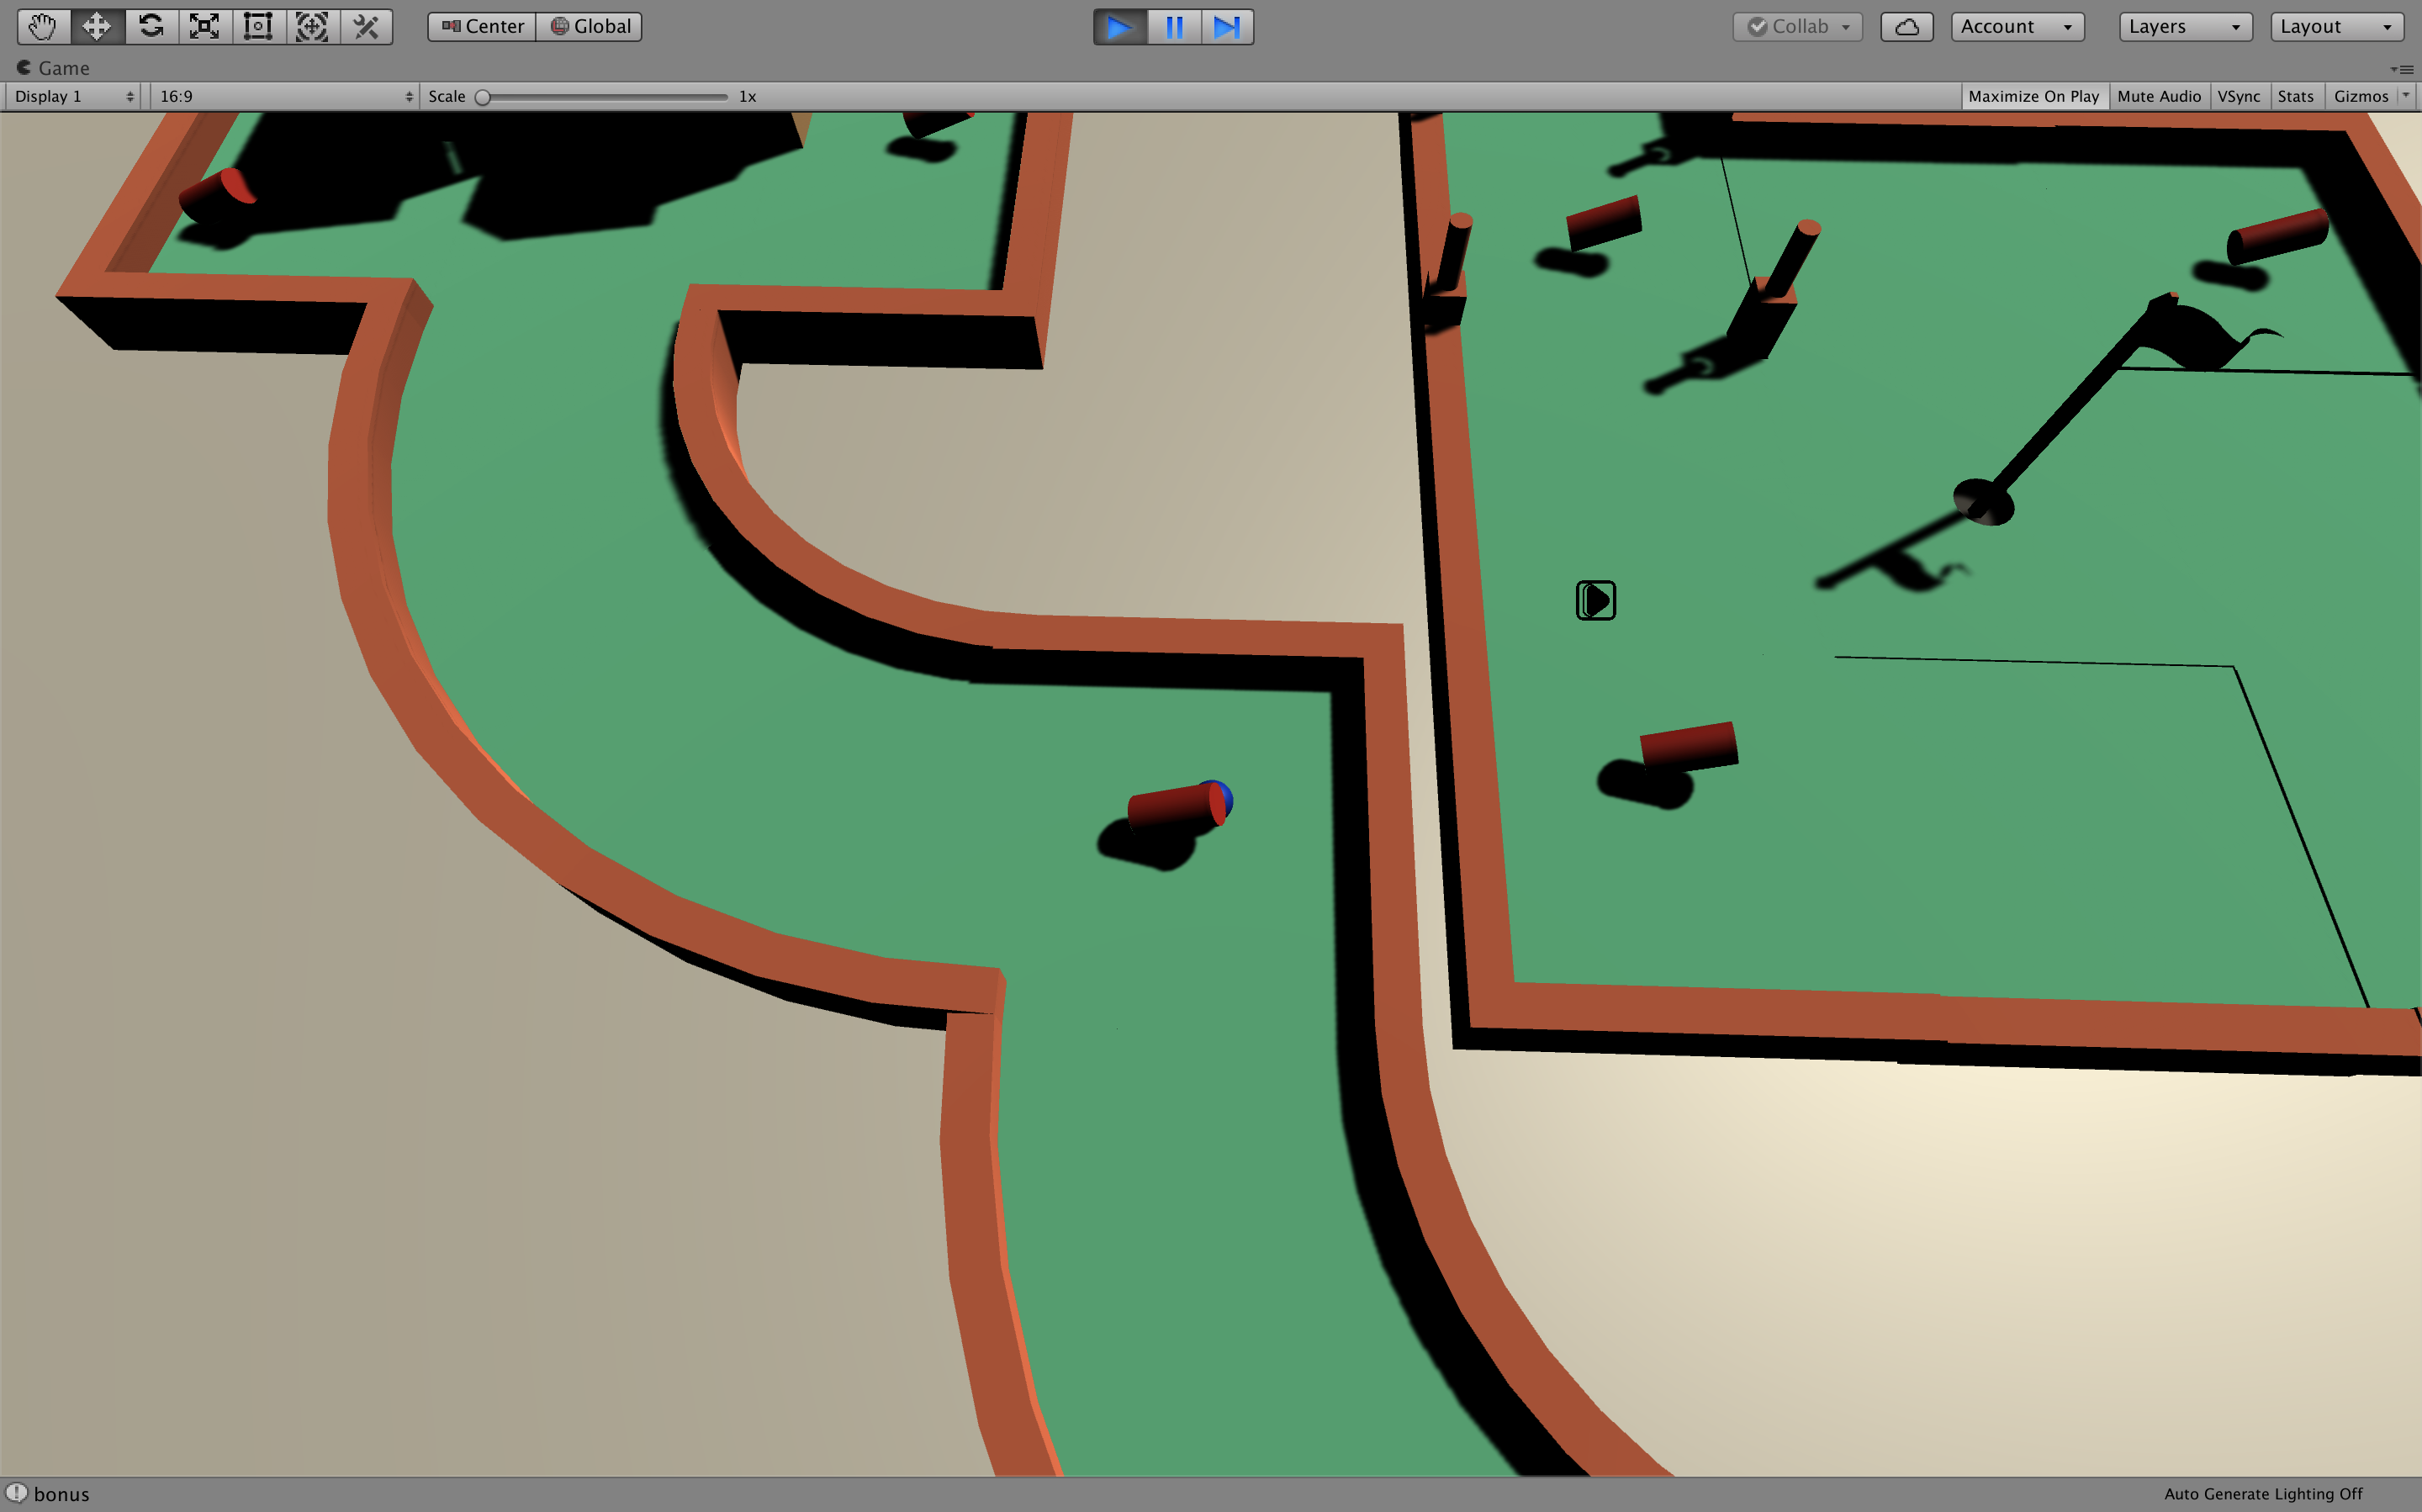 Center Global Collab Account Layers Layout
Game
Display 1 16:9 Scale 1x Maximize On Play Mute Audio VSync Stats Gizmos
bonus Auto Generate Lighting Off